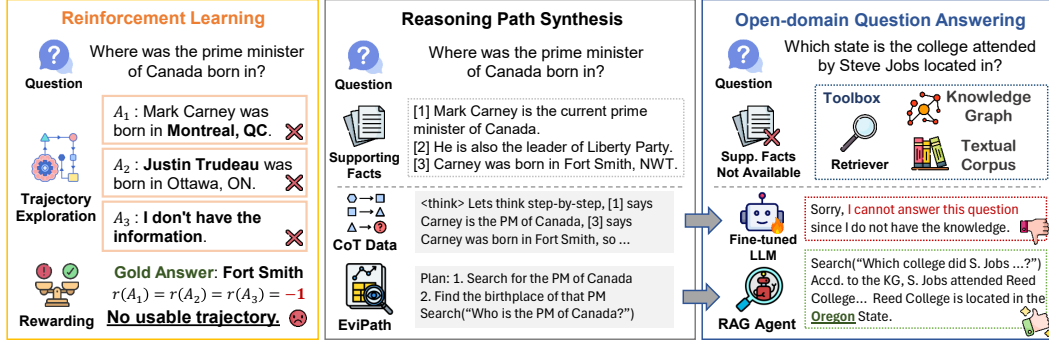 Reinforcement Learning
Question
Where was the prime minister
of Canada born in?
Trajectory
Exploration
A₁ : Mark Carney was
born in Montreal, QC.
A₂ : Justin Trudeau was
born in Ottawa, ON.
A₃ : I don't have the
information.
Rewarding
Gold Answer: Fort Smith
r(A₁) = r(A₂) = r(A₃) = −1
No usable trajectory.
Reasoning Path Synthesis
Question
Where was the prime minister
of Canada born in?
Supporting
Facts
[1] Mark Carney is the current prime
minister of Canada.
[2] He is also the leader of Liberty Party.
[3] Carney was born in Fort Smith, NWT.
CoT Data
<think> Lets think step-by-step, [1] says
Carney is the PM of Canada, [3] says
Carney was born in Fort Smith, so ...
EviPath
Plan: 1. Search for the PM of Canada
2. Find the birthplace of that PM
Search("Who is the PM of Canada?")
Open-domain Question Answering
Question
Which state is the college attended
by Steve Jobs located in?
Supp. Facts
Not Available
Toolbox
Retriever
Knowledge
Graph
Textual
Corpus
Fine-tuned
LLM
Sorry, I cannot answer this question
since I do not have the knowledge.
RAG Agent
Search("Which college did S. Jobs ...?")
Accd. to the KG, S. Jobs attended Reed
College... Reed College is located in the
Oregon State.